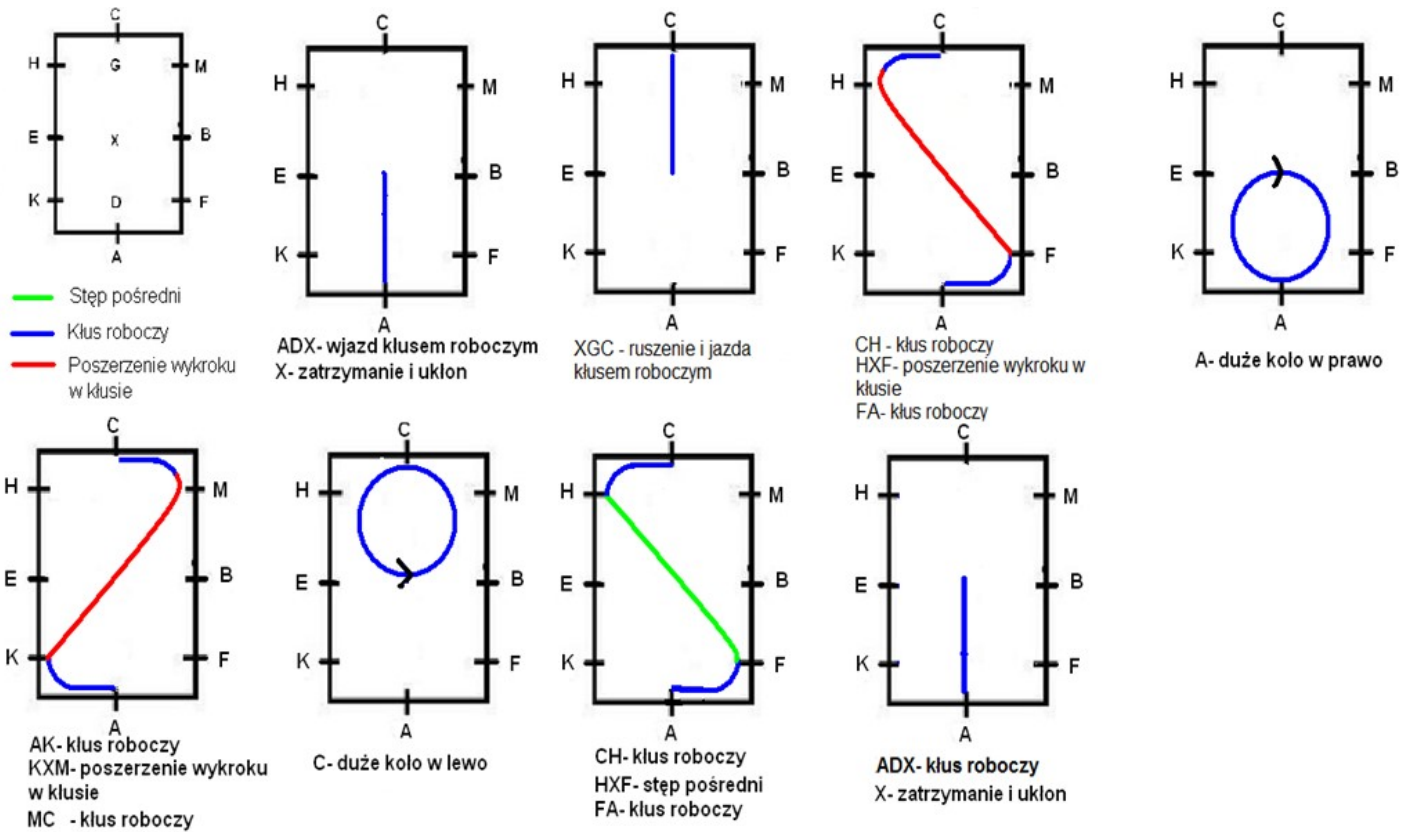 C
H G M
E X B
K D F
A
Stęp pośredni
Kłus roboczy
Poszerzenie wykroku
w kłusie
C
H M
E B
K F
A
ADX- wjazd kłusem roboczym
X- zatrzymanie i ukłon
C
H M
E B
K F
A
XGC - ruszenie i jazda
kłusem roboczym
C
H M
E B
K F
A
CH - kłus roboczy
HXF- poszerzenie wykroku w
kłusie
FA- kłus roboczy
C
H M
E B
K F
A
A- duże koło w prawo
C
H M
E B
K F
A
AK- kłus roboczy
KXM- poszerzenie wykroku
w kłusie
MC - kłus roboczy
C
H M
E B
K F
A
C- duże koło w lewo
C
H M
E B
K F
A
CH- kłus roboczy
HXF- stęp pośredni
FA- kłus roboczy
C
H M
E B
K F
A
ADX- kłus roboczy
X- zatrzymanie i ukłon